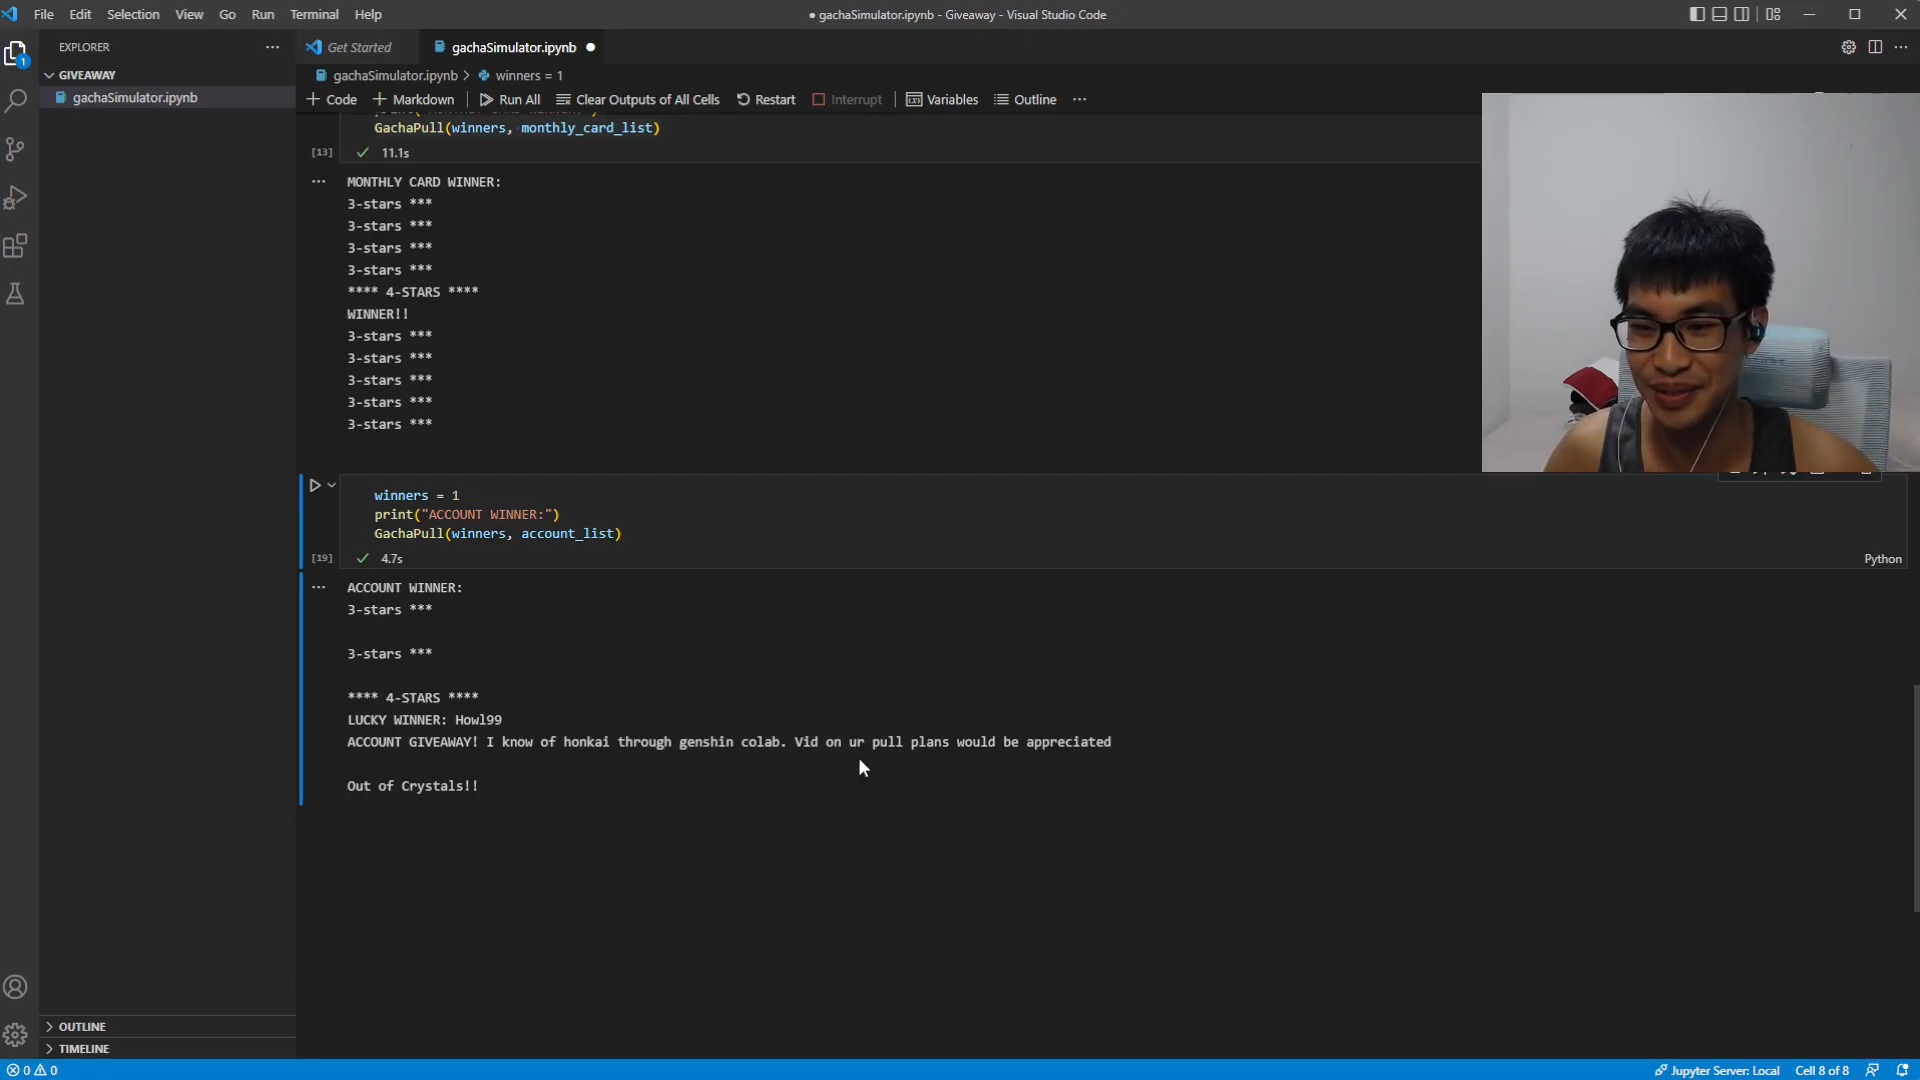 File Edit Selection View Go Run Terminal Help
● gachaSimulator.ipynb - Giveaway - Visual Studio Code
EXPLORER
Get Started
gachaSimulator.ipynb
GIVEAWAY
gachaSimulator.ipynb
1
gachaSimulator.ipynb > winners = 1
+ Code + Markdown Run All Clear Outputs of All Cells Restart Interrupt Variables Outline
GachaPull(winners, monthly_card_list)
[13] 11.1s
MONTHLY CARD WINNER:
3-stars ***
3-stars ***
3-stars ***
3-stars ***
**** 4-STARS ****
WINNER!!
3-stars ***
3-stars ***
3-stars ***
3-stars ***
3-stars ***
winners = 1
print("ACCOUNT WINNER:")
GachaPull(winners, account_list)
[19] 4.7s
Python
ACCOUNT WINNER:
3-stars ***
3-stars ***
**** 4-STARS ****
LUCKY WINNER: Howl99
ACCOUNT GIVEAWAY! I know of honkai through genshin colab. Vid on ur pull plans would be appreciated
Out of Crystals!!
OUTLINE
TIMELINE
0 0
Jupyter Server: Local Cell 8 of 8